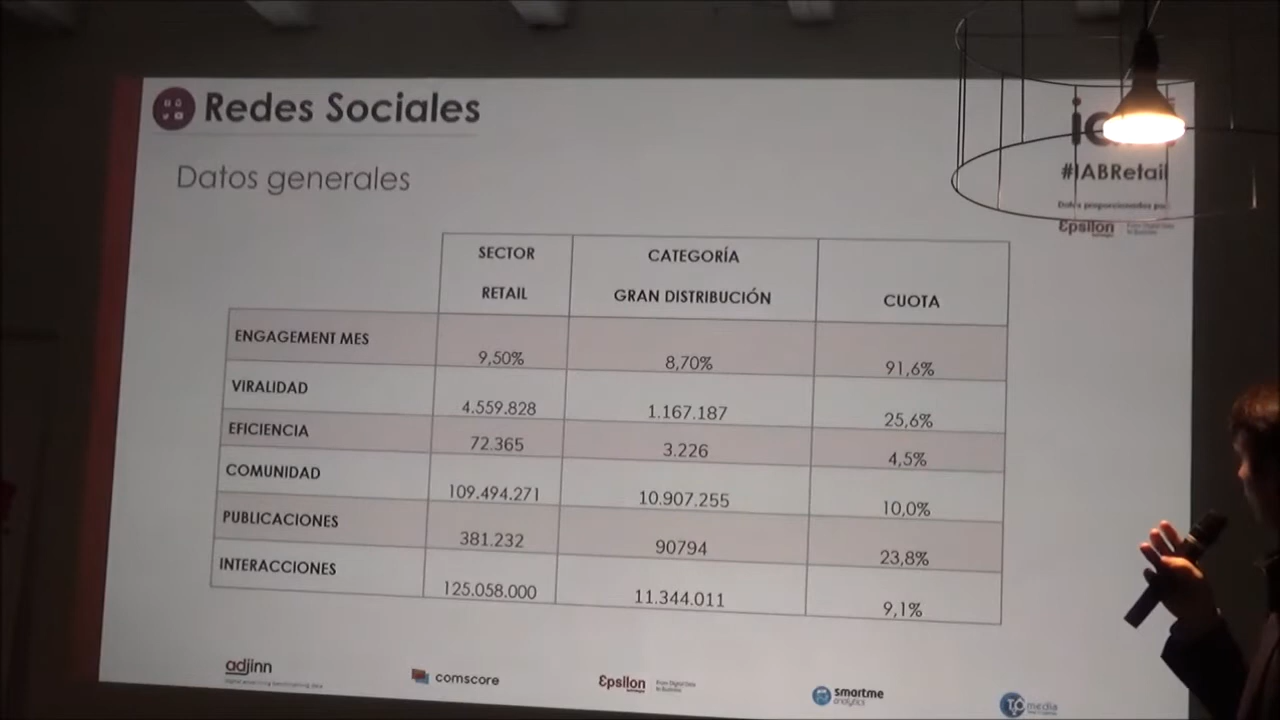 Redes Sociales
Datos generales
#IABRetail
Datos proporcionados por
Epsilon
SECTOR RETAIL
CATEGORÍA GRAN DISTRIBUCIÓN
CUOTA
ENGAGEMENT MES 9,50% 8,70% 91,6%
VIRALIDAD 4.559.828 1.167.187 25,6%
EFICIENCIA 72.365 3.226 4,5%
COMUNIDAD 109.494.271 10.907.255 10,0%
PUBLICACIONES 381.232 90794 23,8%
INTERACCIONES 125.058.000 11.344.011 9,1%
adjinn
comscore
Epsilon
smartme
analytics
media